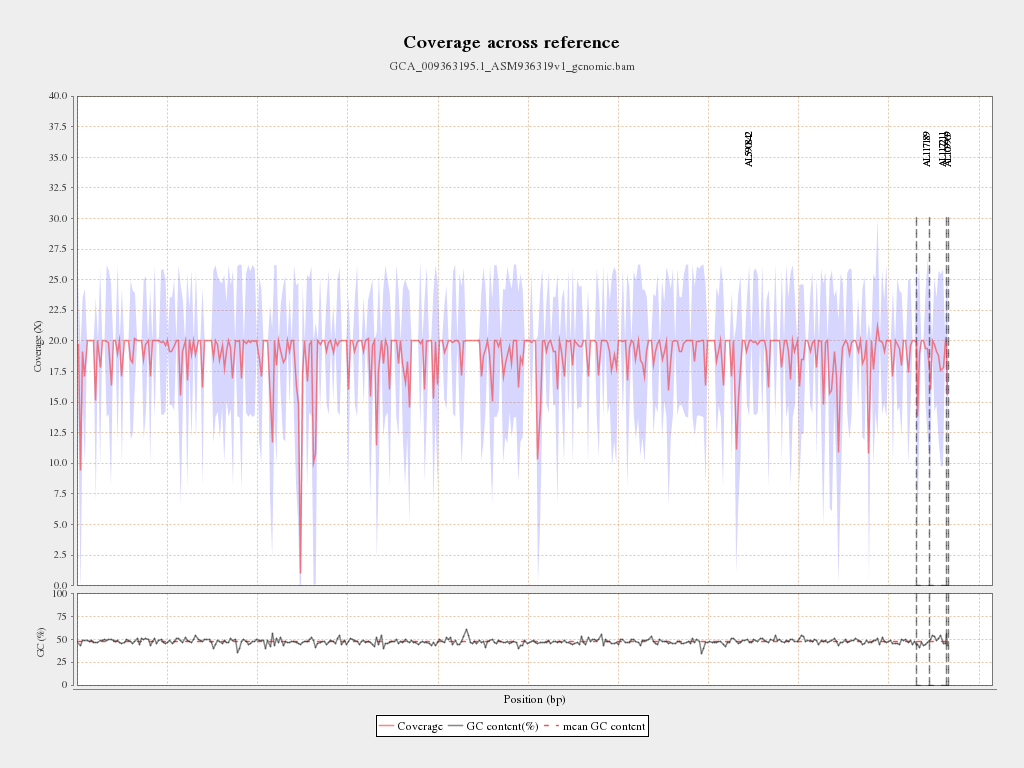 Coverage across reference
GCA_009363195.1_ASM936319v1_genomic.bam
40.0
37.5
35.0
32.5
30.0
27.5
25.0
22.5
20.0
17.5
15.0
12.5
10.0
7.5
5.0
2.5
0.0
Coverage (X)
AL590842
AL117189
AL117211
AL109969
100
75
50
25
0
GC (%)
Position (bp)
Coverage GC content(%) mean GC content